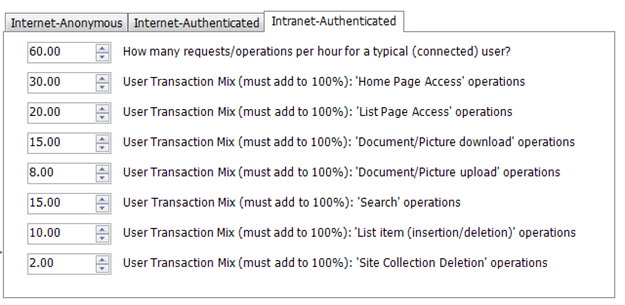 Internet-Anonymous Internet-Authenticated Intranet-Authenticated
60.00 How many requests/operations per hour for a typical (connected) user?
30.00 User Transaction Mix (must add to 100%): 'Home Page Access' operations
20.00 User Transaction Mix (must add to 100%): 'List Page Access' operations
15.00 User Transaction Mix (must add to 100%): 'Document/Picture download' operations
8.00 User Transaction Mix (must add to 100%): 'Document/Picture upload' operations
15.00 User Transaction Mix (must add to 100%): 'Search' operations
10.00 User Transaction Mix (must add to 100%): 'List item (insertion/deletion)' operations
2.00 User Transaction Mix (must add to 100%): 'Site Collection Deletion' operations